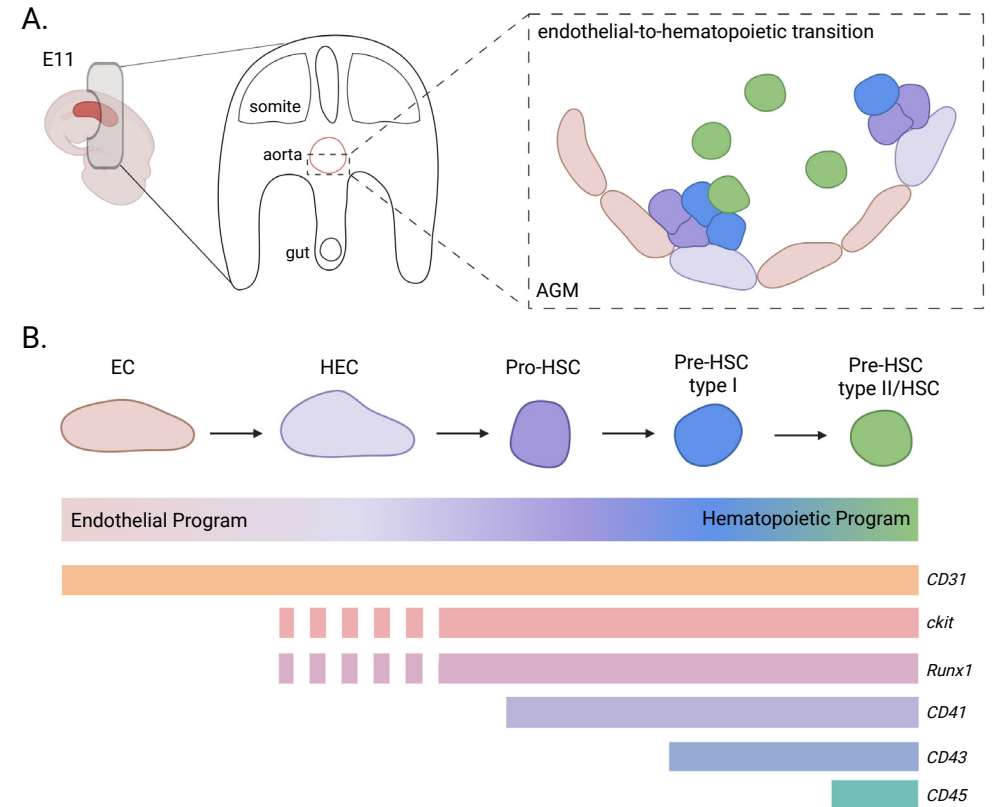 A.
E11
somite
aorta
gut
endothelial-to-hematopoietic transition
AGM
B.
EC
HEC
Pro-HSC
Pre-HSC
type I
Pre-HSC
type II/HSC
Endothelial Program
Hematopoietic Program
CD31
ckit
Runx1
CD41
CD43
CD45